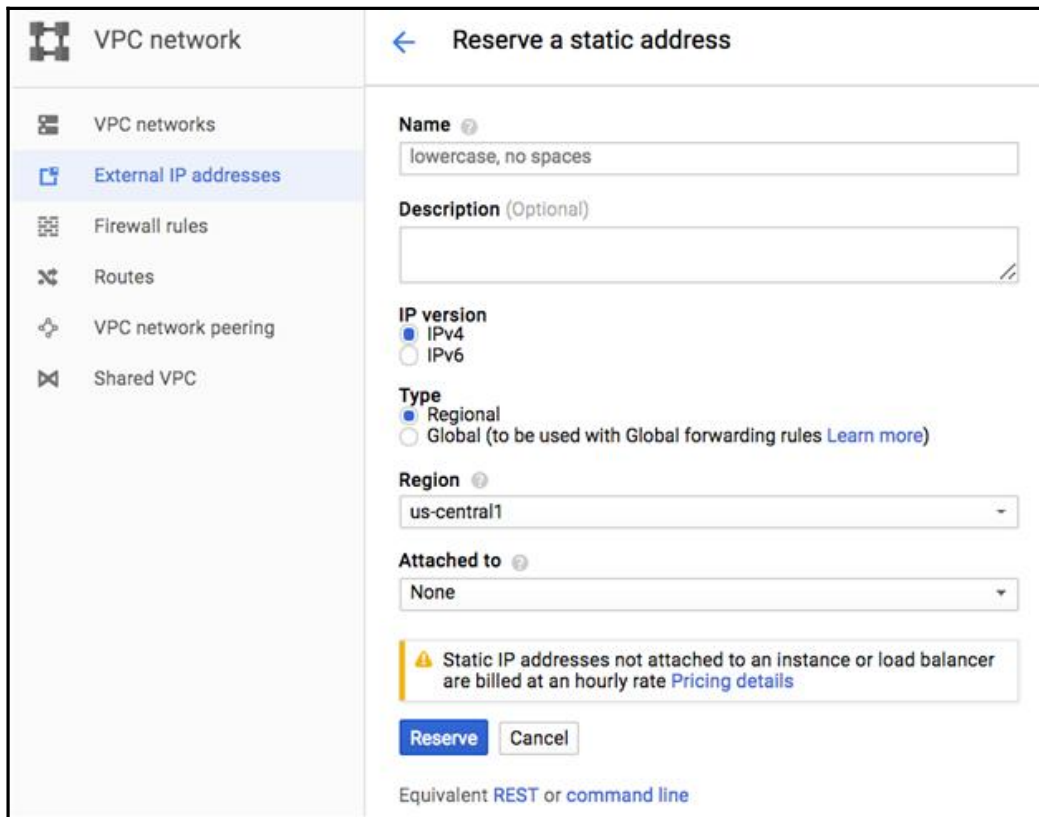 VPC network
VPC networks
External IP addresses
Firewall rules
Routes
VPC network peering
Shared VPC
Reserve a static address
Name
lowercase, no spaces
Description (Optional)
IP version
IPv4
IPv6
Type
Regional
Global (to be used with Global forwarding rules Learn more)
Region
us-central1
Attached to
None
Static IP addresses not attached to an instance or load balancer
are billed at an hourly rate Pricing details
Reserve Cancel
Equivalent REST or command line